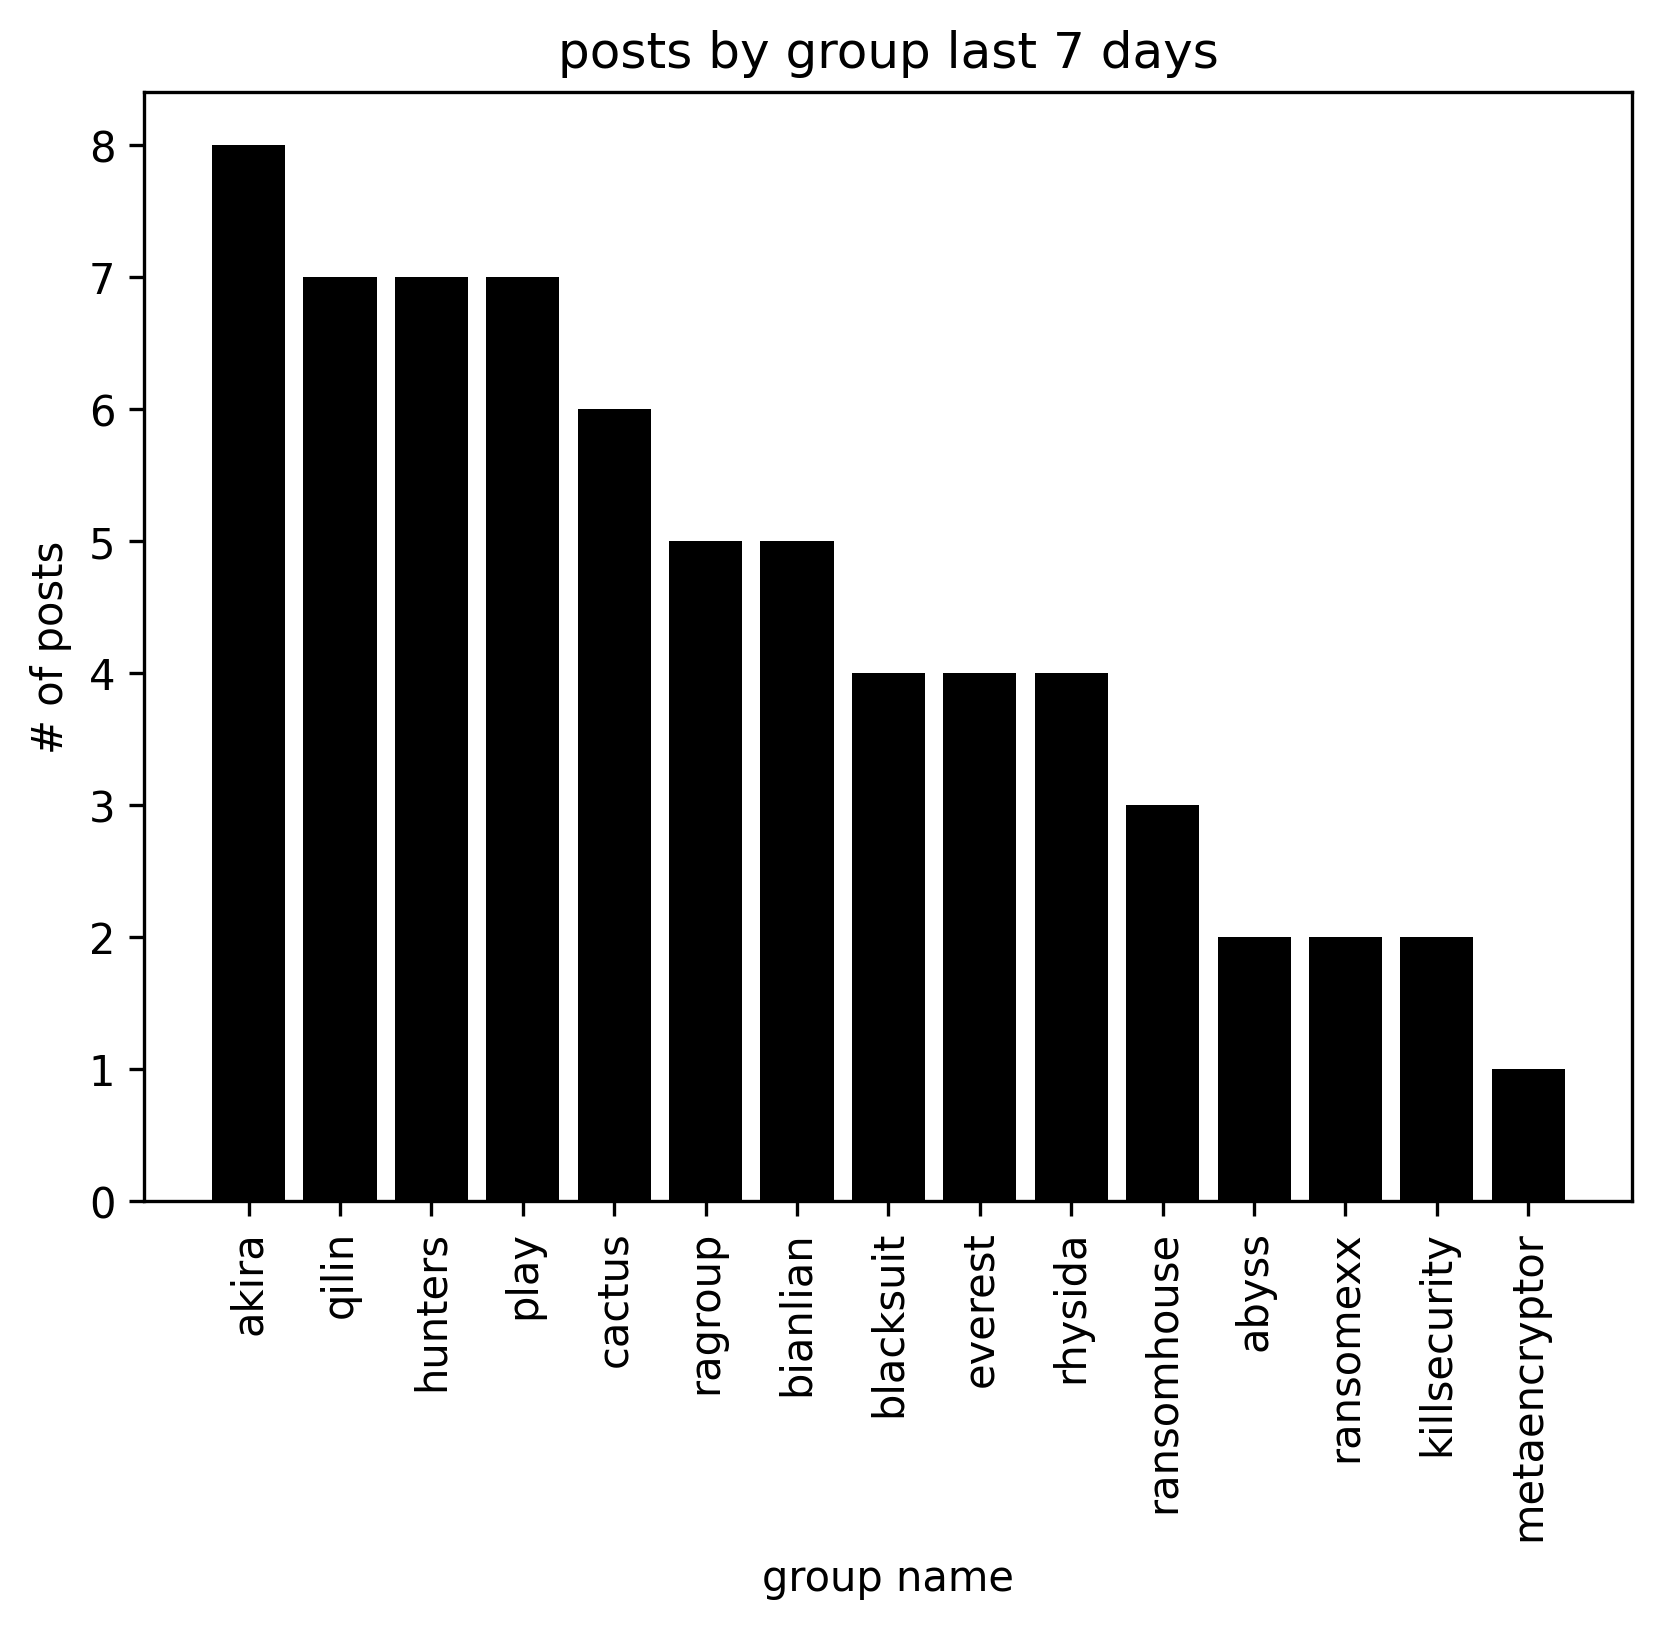 posts by group last 7 days
8
7
6
5
4
3
2
1
0
# of posts
akira
qilin
hunters
play
cactus
ragroup
bianlian
blacksuit
everest
rhysida
ransomhouse
abyss
ransomexx
killsecurity
metaencryptor
group name